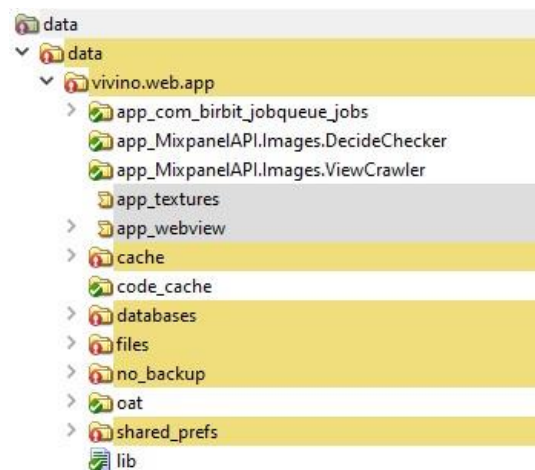 data
data
vivino.web.app
app_com_birbit_jobqueue_jobs
app_MixpanelAPI.Images.DecideChecker
app_MixpanelAPI.Images.ViewCrawler
app_textures
app_webview
cache
code_cache
databases
files
no_backup
oat
shared_prefs
lib